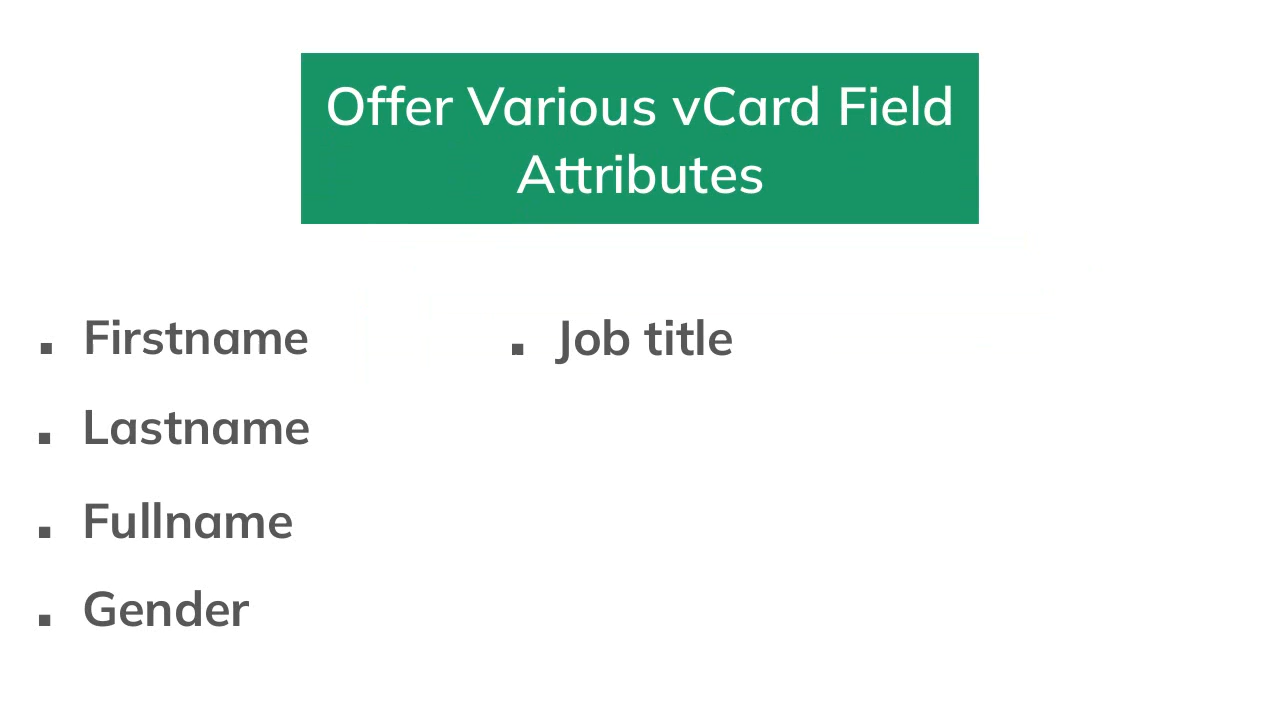 Offer Various vCard Field
Attributes
▪ Firstname
▪ Lastname
▪ Fullname
▪ Gender
▪ Job title